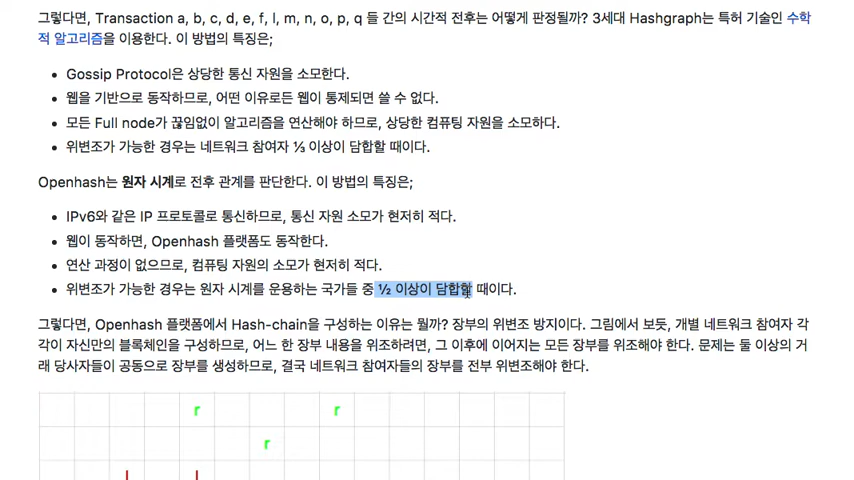 그렇다면, Transaction a, b, c, d, e, f, l, m, n, o, p, q 들 간의 시간적 전후는 어떻게 판정될까? 3세대 Hashgraph는 특허 기술인 수학
적 알고리즘을 이용한다. 이 방법의 특징은;
• Gossip Protocol은 상당한 통신 자원을 소모한다.
• 웹을 기반으로 동작하므로, 어떤 이유로든 웹이 통제되면 쓸 수 없다.
• 모든 Full node가 끊임없이 알고리즘을 연산해야 하므로, 상당한 컴퓨팅 자원을 소모하다.
• 위변조가 가능한 경우는 네트워크 참여자 ⅓ 이상이 담합할 때이다.
Openhash는 원자 시계로 전후 관계를 판단한다. 이 방법의 특징은;
• IPv6와 같은 IP 프로토콜로 통신하므로, 통신 자원 소모가 현저히 적다.
• 웹이 동작하면, Openhash 플랫폼도 동작한다.
• 연산 과정이 없으므로, 컴퓨팅 자원의 소모가 현저히 적다.
• 위변조가 가능한 경우는 원자 시계를 운용하는 국가들 중 ½ 이상이 담합할 때이다.
그렇다면, Openhash 플랫폼에서 Hash-chain을 구성하는 이유는 뭘까? 장부의 위변조 방지이다. 그림에서 보듯, 개별 네트워크 참여자 각
각이 자신만의 블록체인을 구성하므로, 어느 한 장부 내용을 위조하려면, 그 이후에 이어지는 모든 장부를 위조해야 한다. 문제는 둘 이상의 거
래 당사자들이 공동으로 장부를 생성하므로, 결국 네트워크 참여자들의 장부를 전부 위변조해야 한다.
r r
r